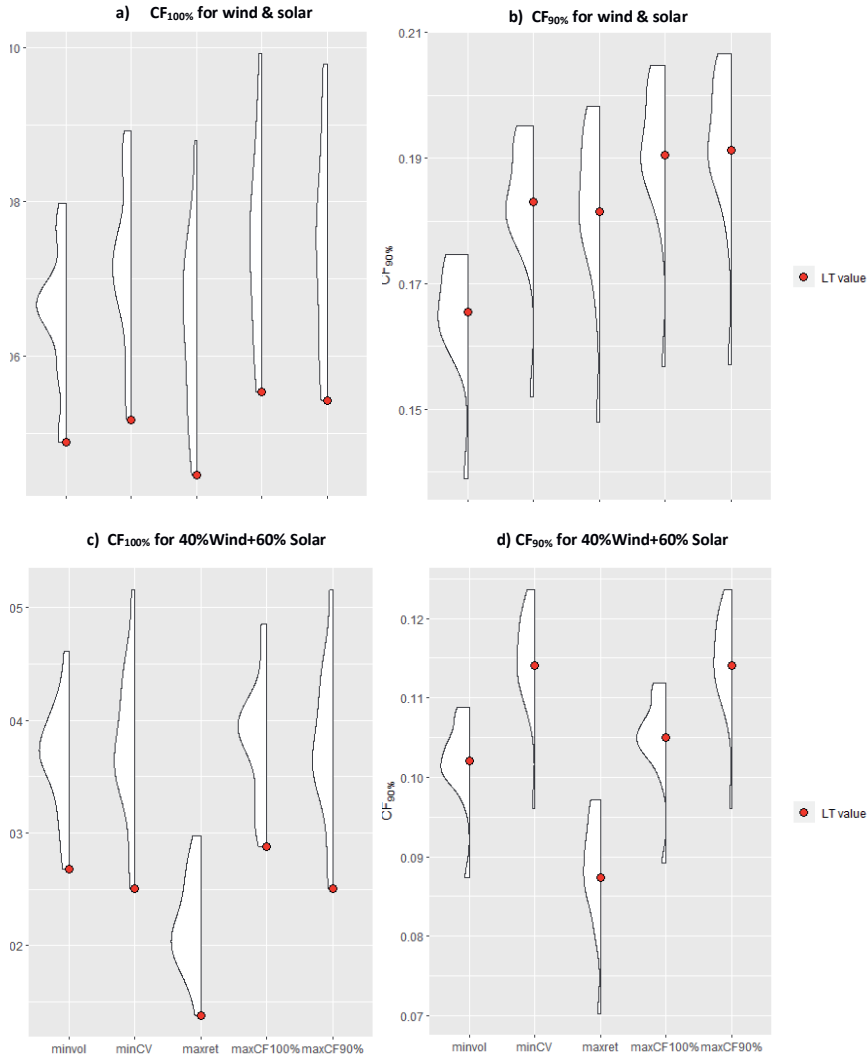 a) CF100% for wind & solar
b) CF90% for wind & solar
10
08
06
0.21
0.19
0.17
0.15
CF90%
LT value
c) CF100% for 40%Wind+60% Solar
d) CF90% for 40%Wind+60% Solar
05
04
03
02
0.12
0.11
0.10
0.09
0.08
0.07
CF90%
LT value
minvol minCV maxret maxCF100% maxCF90%
minvol minCV maxret maxCF100% maxCF90%